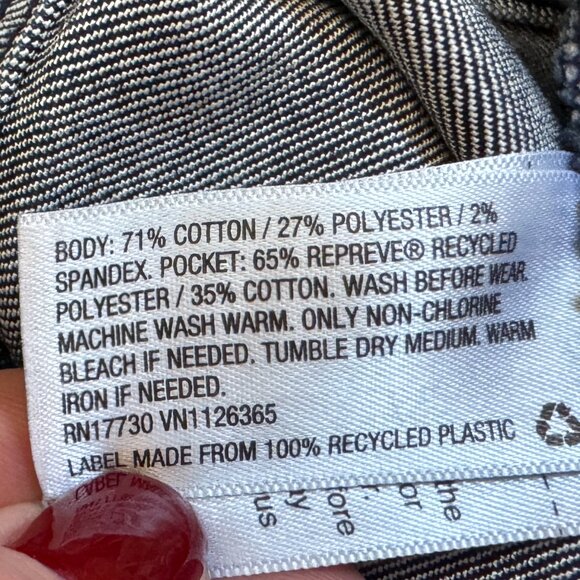 BODY: 71% COTTON / 27% POLYESTER / 2%
SPANDEX. POCKET: 65% REPREVE® RECYCLED
POLYESTER / 35% COTTON. WASH BEFORE WEAR.
MACHINE WASH WARM. ONLY NON-CHLORINE
BLEACH IF NEEDED. TUMBLE DRY MEDIUM. WARM
IRON IF NEEDED.
RN17730 VN1126365
LABEL MADE FROM 100% RECYCLED PLASTIC
the
or